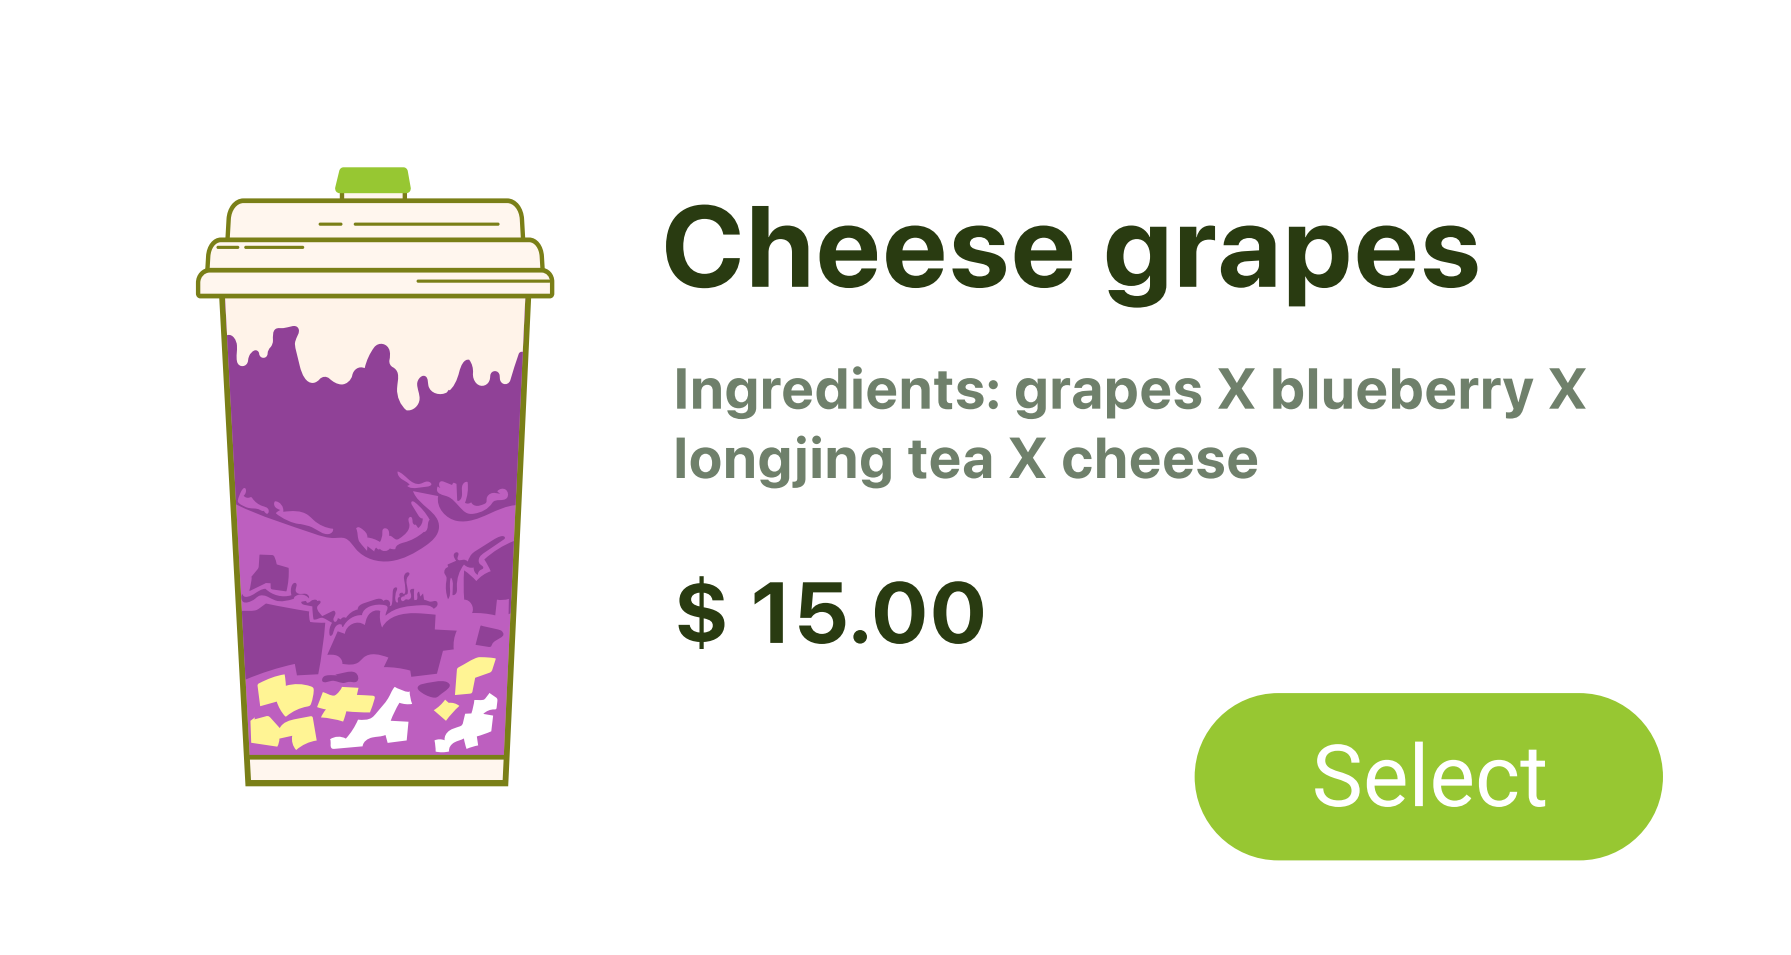 Cheese grapes
Ingredients: grapes X blueberry X
longjing tea X cheese
$ 15.00
Select